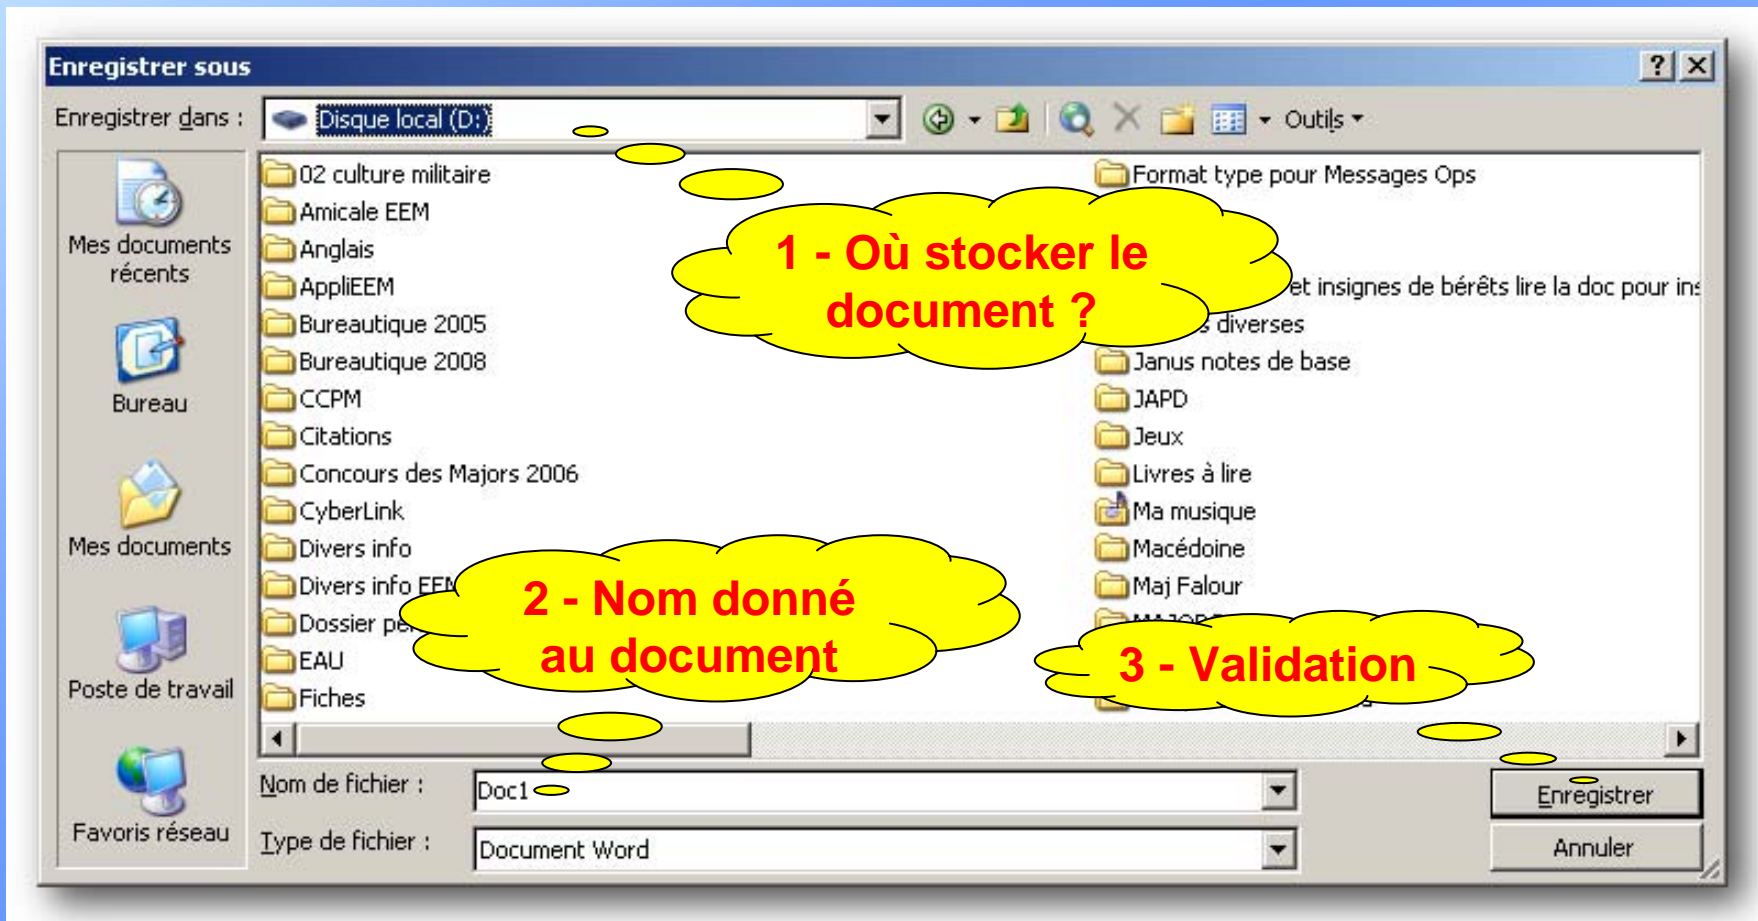 Enregistrer sous
Enregistrer dans :
Disque local (D:)
Outils
Mes documents
récents
Bureau
Mes documents
Poste de travail
Favoris réseau
02 culture militaire
Amicale EEM
Anglais
AppliEEM
Bureautique 2005
Bureautique 2008
CCPM
Citations
Concours des Majors 2006
CyberLink
Divers info
Divers info EEM
Dossier
EAU
Fiches
Format type pour Messages Ops
et insignes de bérêts lire la doc pour ins
diverses
Janus notes de base
JAPD
Jeux
Livres à lire
Ma musique
Macédoine
Maj Falour
1 - Où stocker le
document ?
2 - Nom donné
au document
3 - Validation
Nom de fichier :
Doc1
Enregistrer
Type de fichier :
Document Word
Annuler